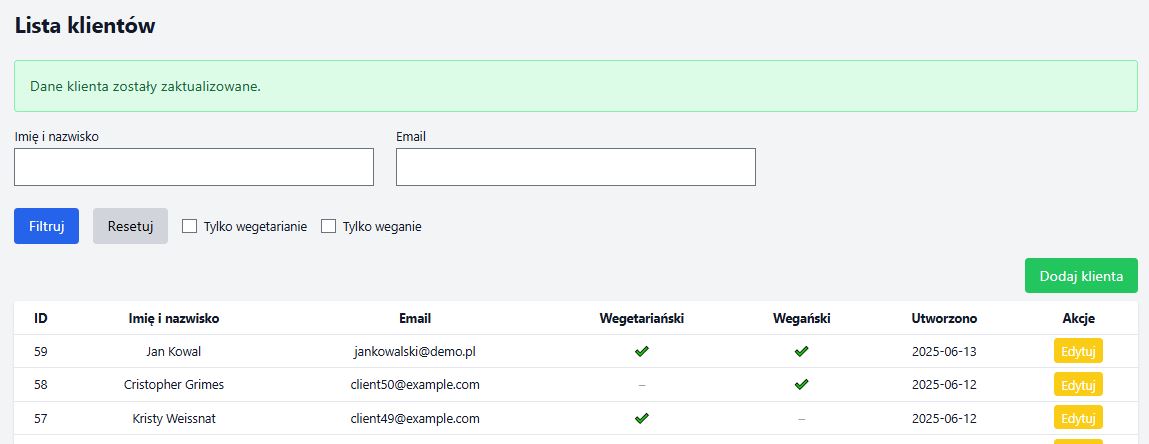 Lista klientów
Dane klienta zostały zaktualizowane.
Imię i nazwisko Email
Filtruj Resetuj Tylko wegetarianie Tylko weganie
Dodaj klienta
ID Imię i nazwisko Email Wegetariański Wegański Utworzono Akcje
59 Jan Kowal jankowalski@demo.pl ✔ ✔ 2025-06-13 Edytuj
58 Cristopher Grimes client50@example.com – ✔ 2025-06-12 Edytuj
57 Kristy Weissnat client49@example.com ✔ – 2025-06-12 Edytuj